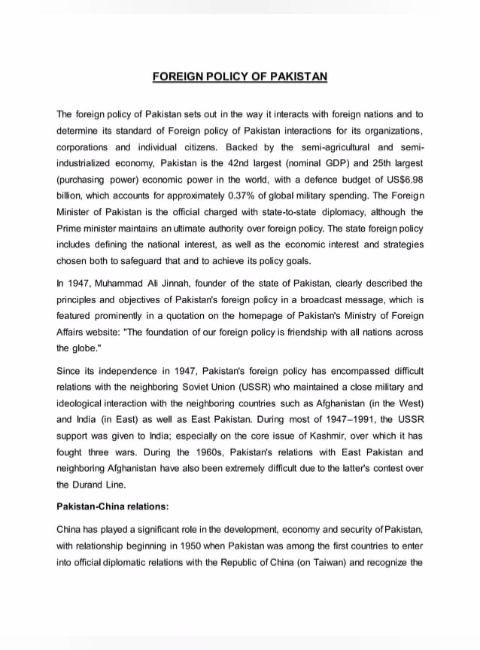 FOREIGN POLICY OF PAKISTAN
The foreign policy of Pakistan sets out in the way it interacts with foreign nations and to
determine its standard of Foreign policy of Pakistan interactions for its organizations,
corporations and individual citizens. Backed by the semi-agricultural and semi-
industrialized economy, Pakistan is the 42nd largest (nominal GDP) and 25th largest
(purchasing power) economic power in the world, with a defence budget of US$6.98
billion, which accounts for approximately 0.37% of global military spending. The Foreign
Minister of Pakistan is the official charged with state-to-state diplomacy, although the
Prime minister maintains an ultimate authority over foreign policy. The state foreign policy
includes defining the national interest, as well as the economic interest and strategies
chosen both to safeguard that and to achieve its policy goals.
In 1947, Muhammad Ali Jinnah, founder of the state of Pakistan, clearly described the
principles and objectives of Pakistan's foreign policy in a broadcast message, which is
featured prominently in a quotation on the homepage of Pakistan's Ministry of Foreign
Affairs website: "The foundation of our foreign policy is friendship with all nations across
the globe."
Since its independence in 1947, Pakistan's foreign policy has encompassed difficult
relations with the neighboring Soviet Union (USSR) who maintained a close military and
ideological interaction with the neighboring countries such as Afghanistan (in the West)
and India (in East) as well as East Pakistan. During most of 1947–1991, the USSR
support was given to India; especially on the core issue of Kashmir, over which it has
fought three wars. During the 1960s, Pakistan's relations with East Pakistan and
neighboring Afghanistan have also been extremely difficult due to the latter's contest over
the Durand Line.
Pakistan-China relations:
China has played a significant role in the development, economy and security of Pakistan,
with relationship beginning in 1950 when Pakistan was among the first countries to enter
into official diplomatic relations with the Republic of China (on Taiwan) and recognize the